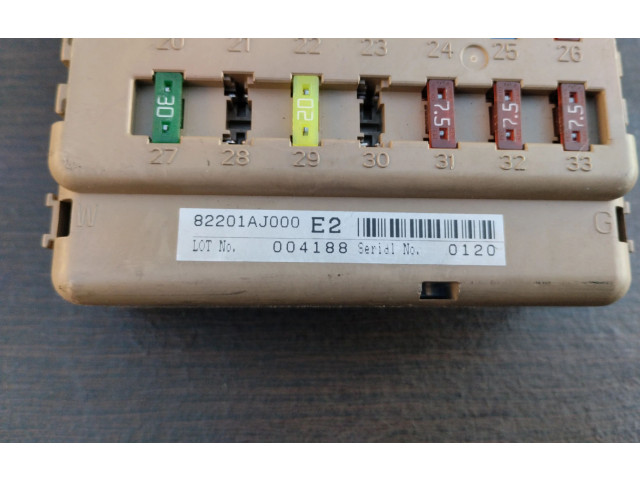 20 21 22 23 24 25 26
30 20 7.5 7.5 7.5
27 28 29 30 31 32 33
W G
82201AJ000 E2
LOT No. 004188 Serial No. 0120